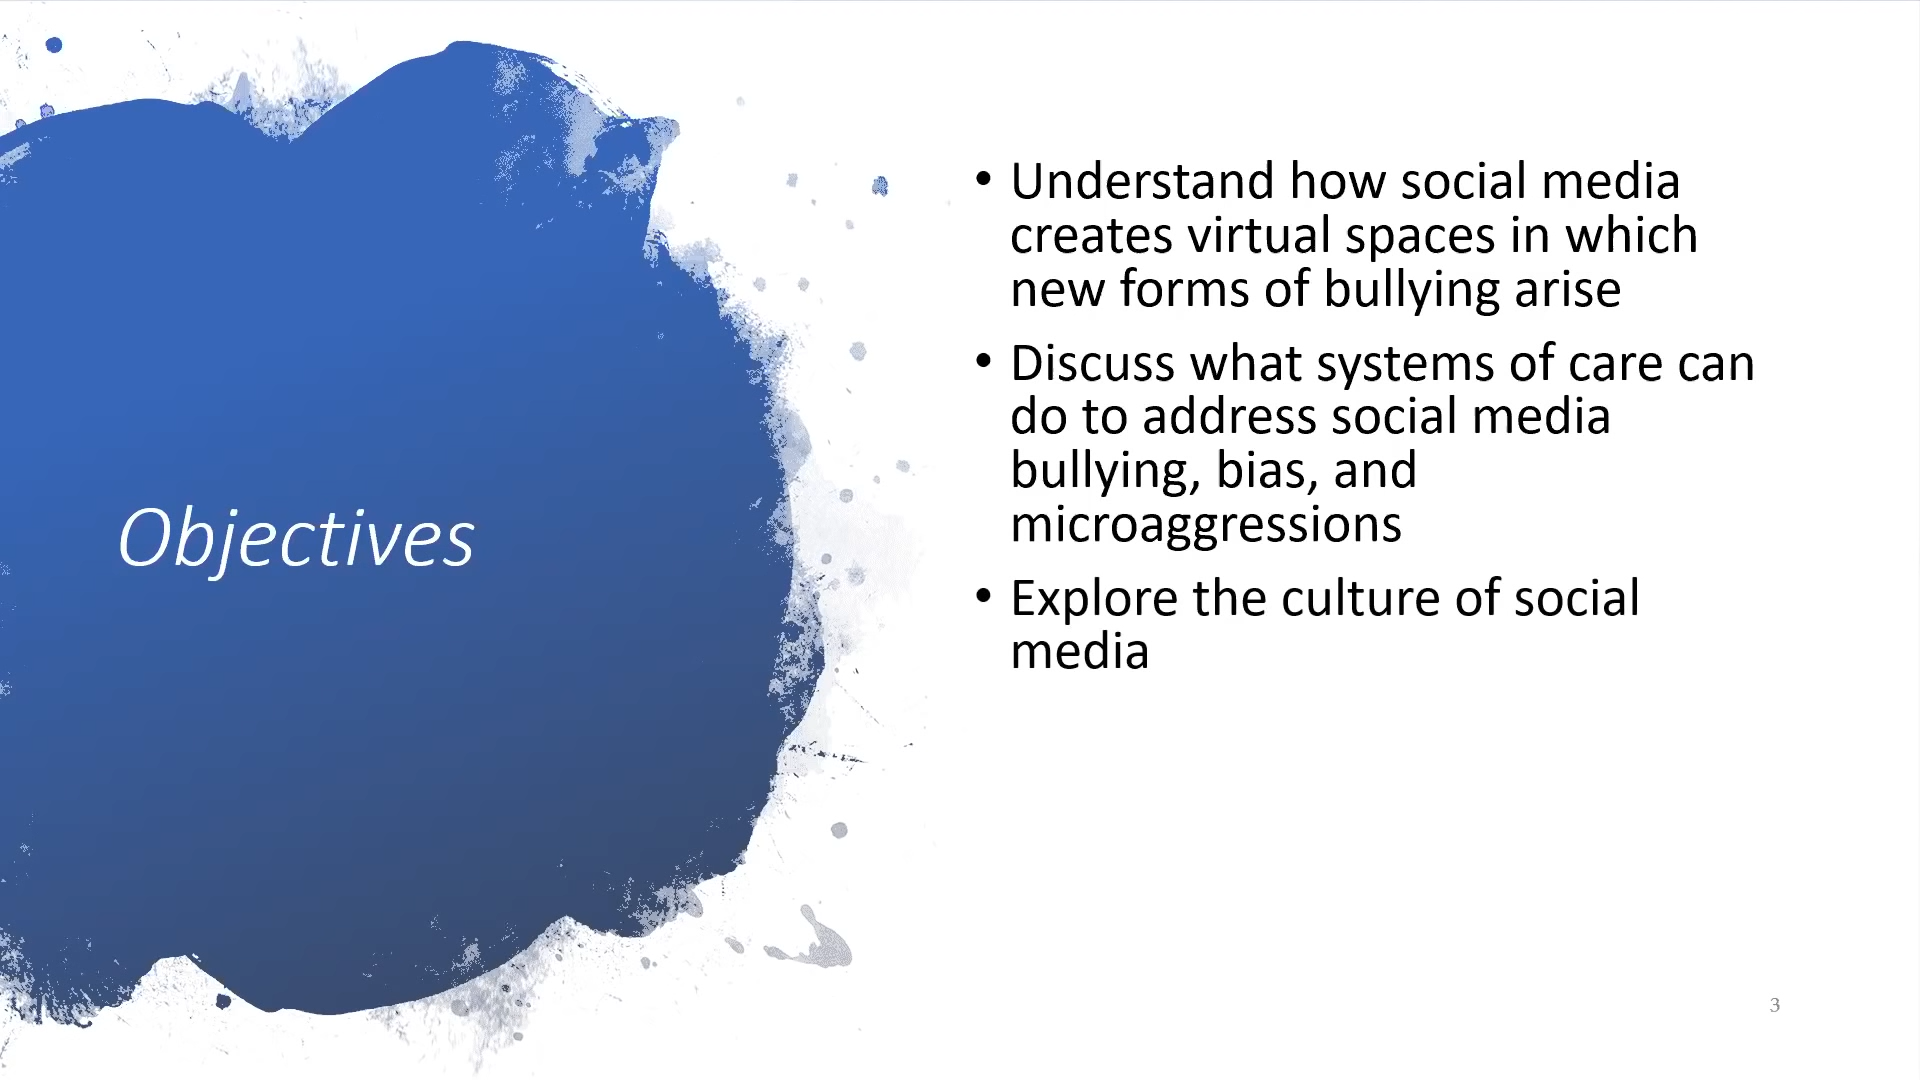 Objectives
• Understand how social media
creates virtual spaces in which
new forms of bullying arise
• Discuss what systems of care can
do to address social media
bullying, bias, and
microaggressions
• Explore the culture of social
media
3